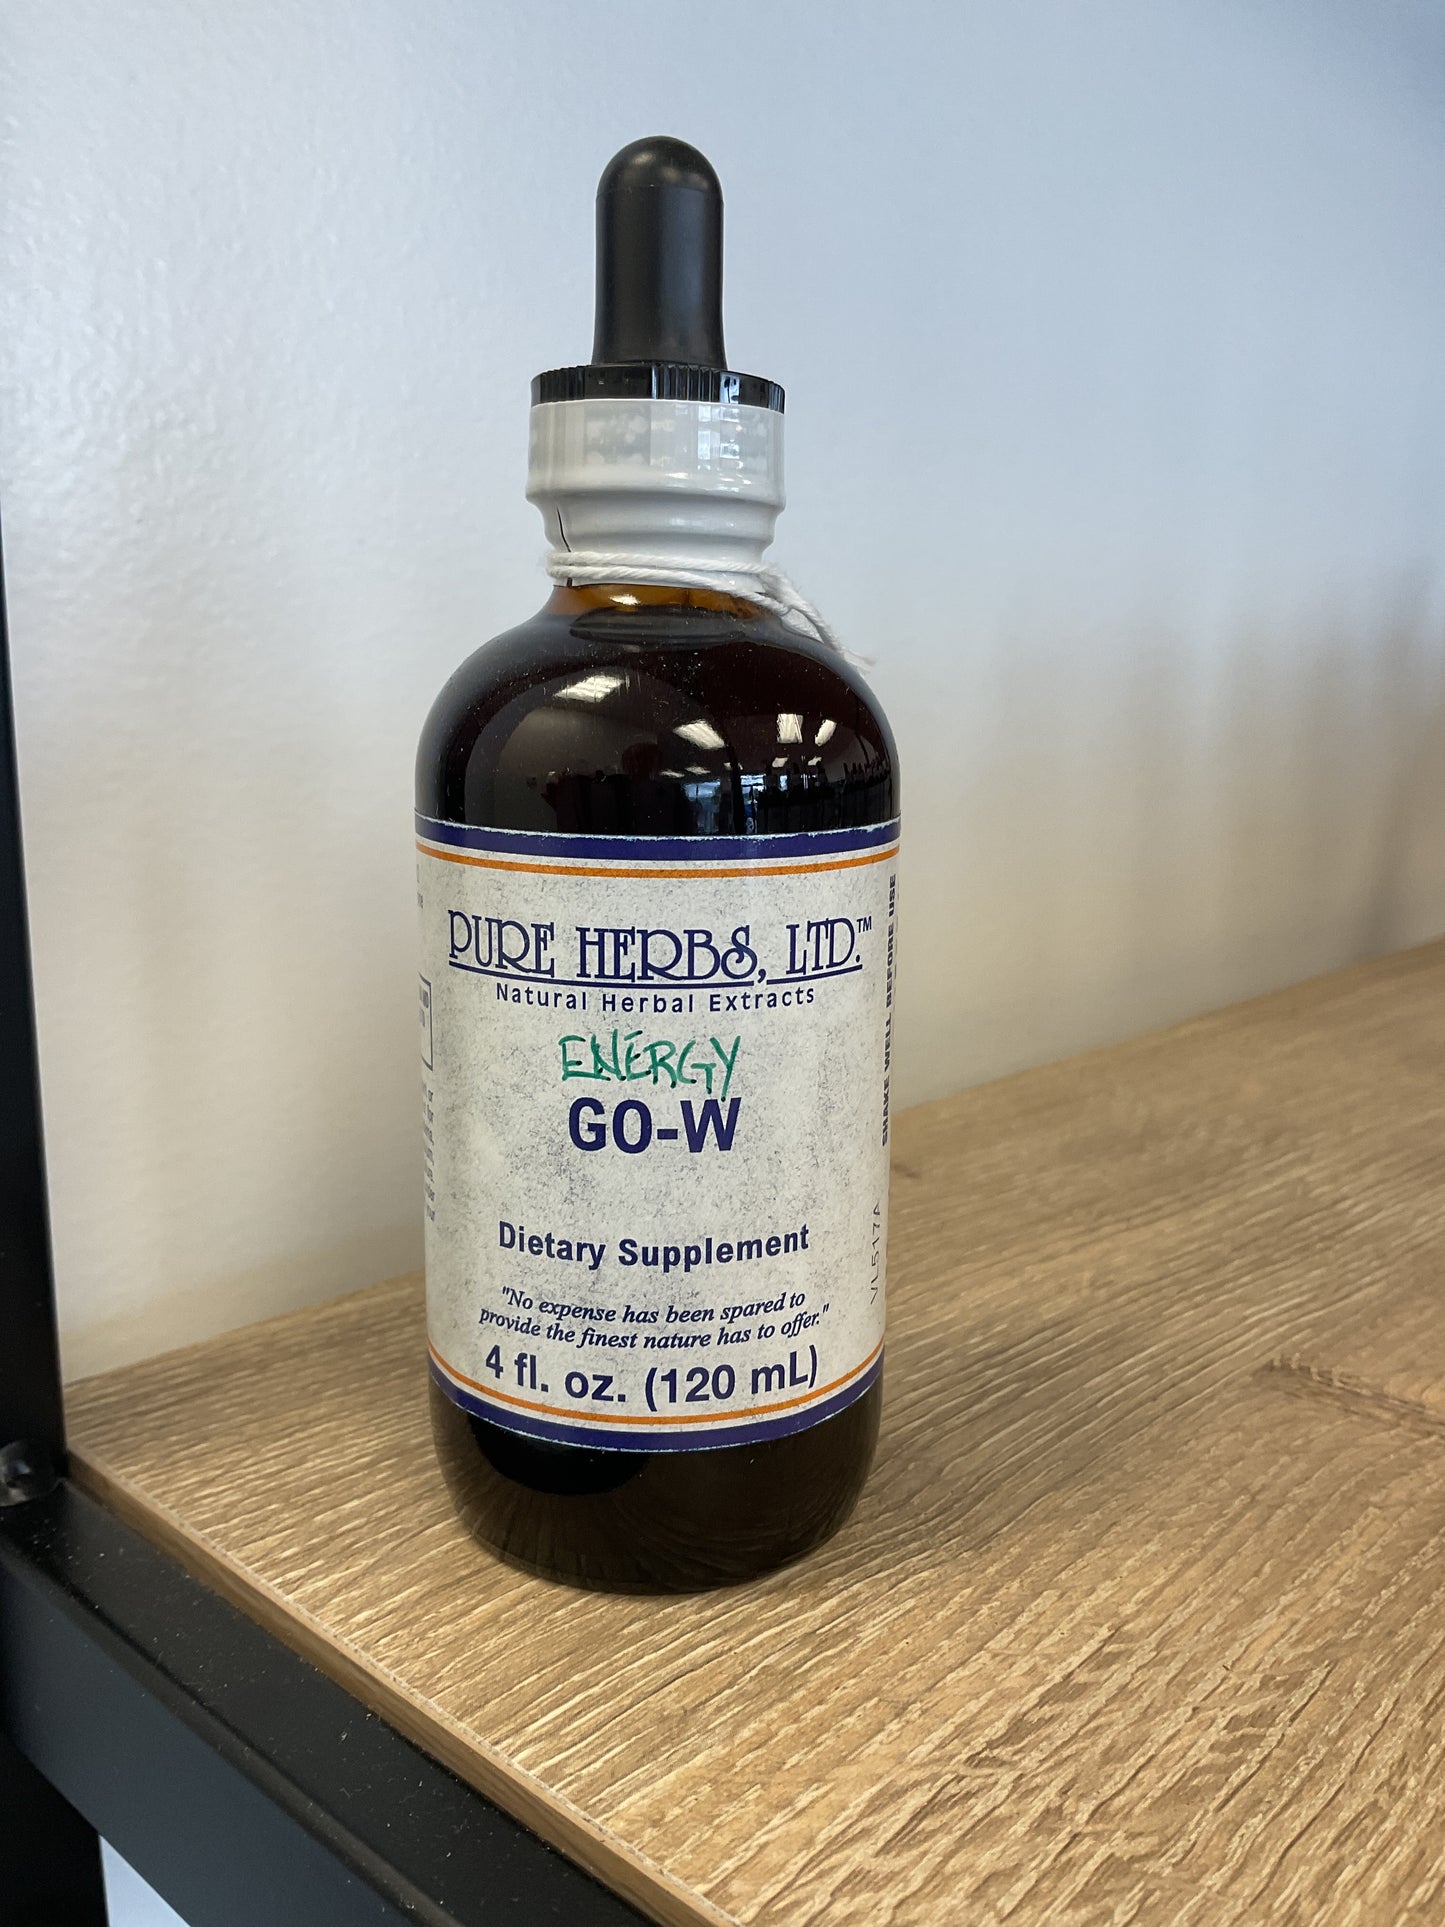 PURE HERBS, LTD.™
Natural Herbal Extracts
ENERGY
GO-W
Dietary Supplement
"No expense has been spared to
provide the finest nature has to offer."
4 fl. oz. (120 mL)
SHAKE WELL BEFORE USE
VL517A